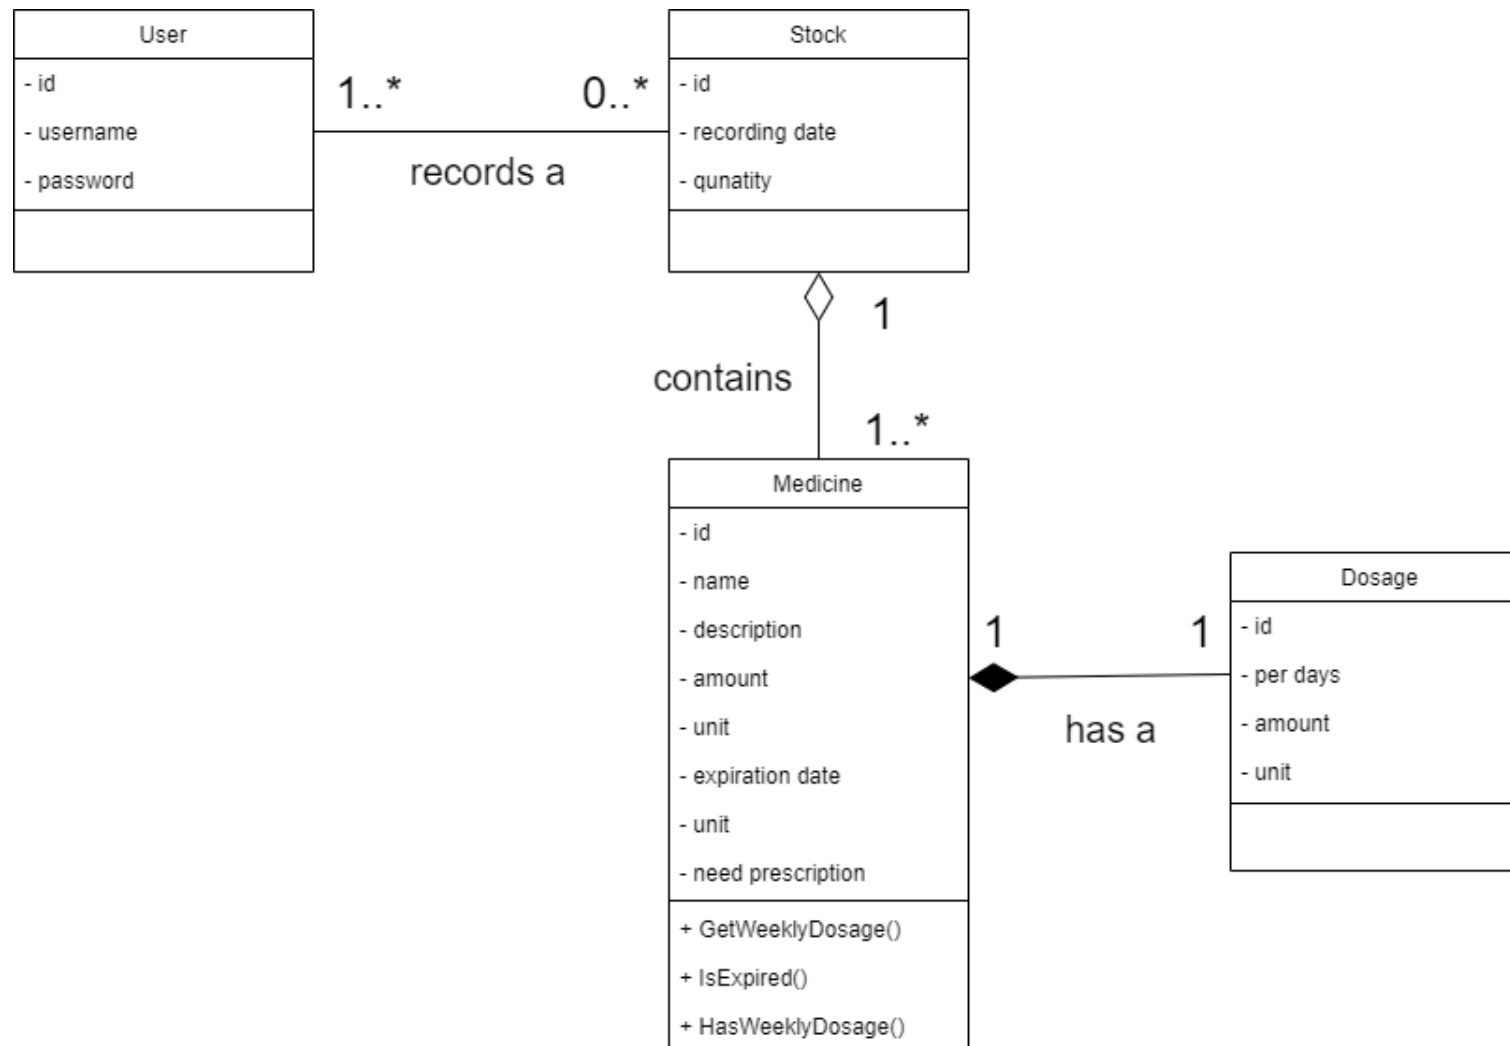 User
- id
- username
- password
1..*
0..*
records a
Stock
- id
- recording date
- qunatity
1
contains
1..*
Medicine
- id
- name
- description
- amount
- unit
- expiration date
- unit
- need prescription
+ GetWeeklyDosage()
+ IsExpired()
+ HasWeeklyDosage()
1
1
has a
Dosage
- id
- per days
- amount
- unit